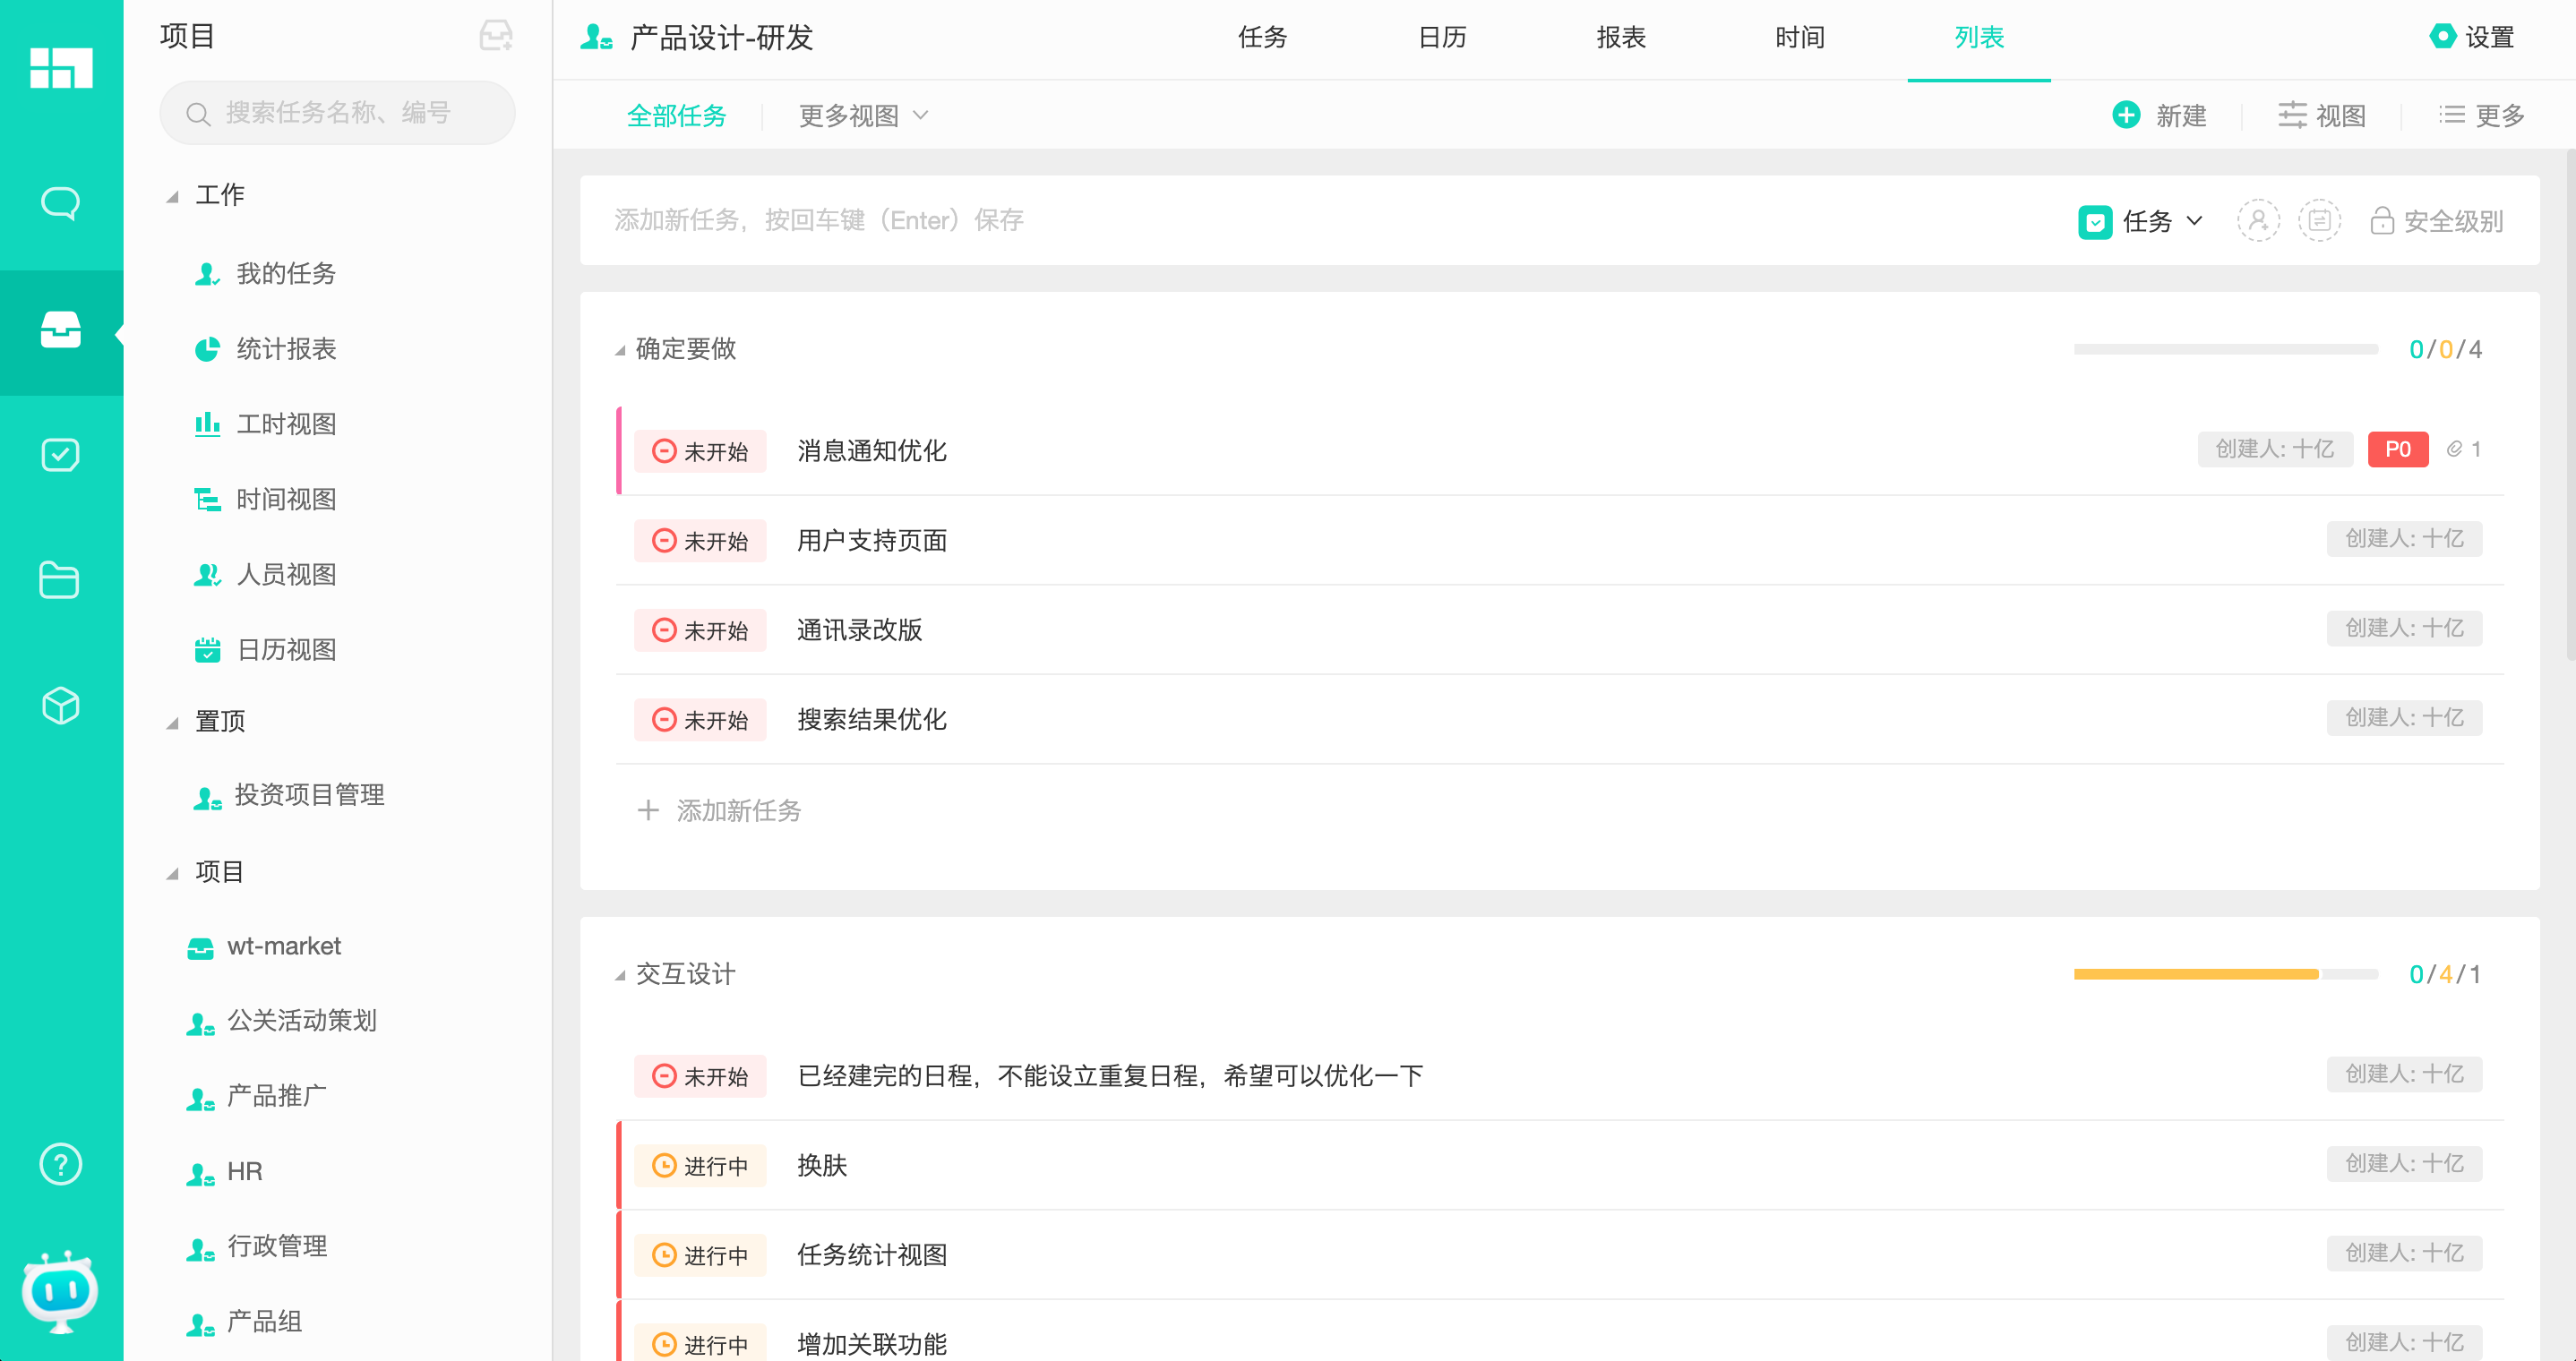 项目
搜索任务名称、编号
工作
我的任务
统计报表
工时视图
时间视图
人员视图
日历视图
置顶
投资项目管理
项目
wt-market
公关活动策划
产品推广
HR
行政管理
产品组
产品设计-研发
任务
日历
报表
时间
列表
设置
全部任务
更多视图
新建
视图
更多
添加新任务，按回车键（Enter）保存
任务
安全级别
确定要做
0/0/4
未开始 消息通知优化 创建人: 十亿 P0 1
未开始 用户支持页面 创建人: 十亿
未开始 通讯录改版 创建人: 十亿
未开始 搜索结果优化 创建人: 十亿
添加新任务
交互设计
0/4/1
未开始 已经建完的日程，不能设立重复日程，希望可以优化一下 创建人: 十亿
进行中 换肤 创建人: 十亿
进行中 任务统计视图 创建人: 十亿
进行中 增加关联功能 创建人: 十亿